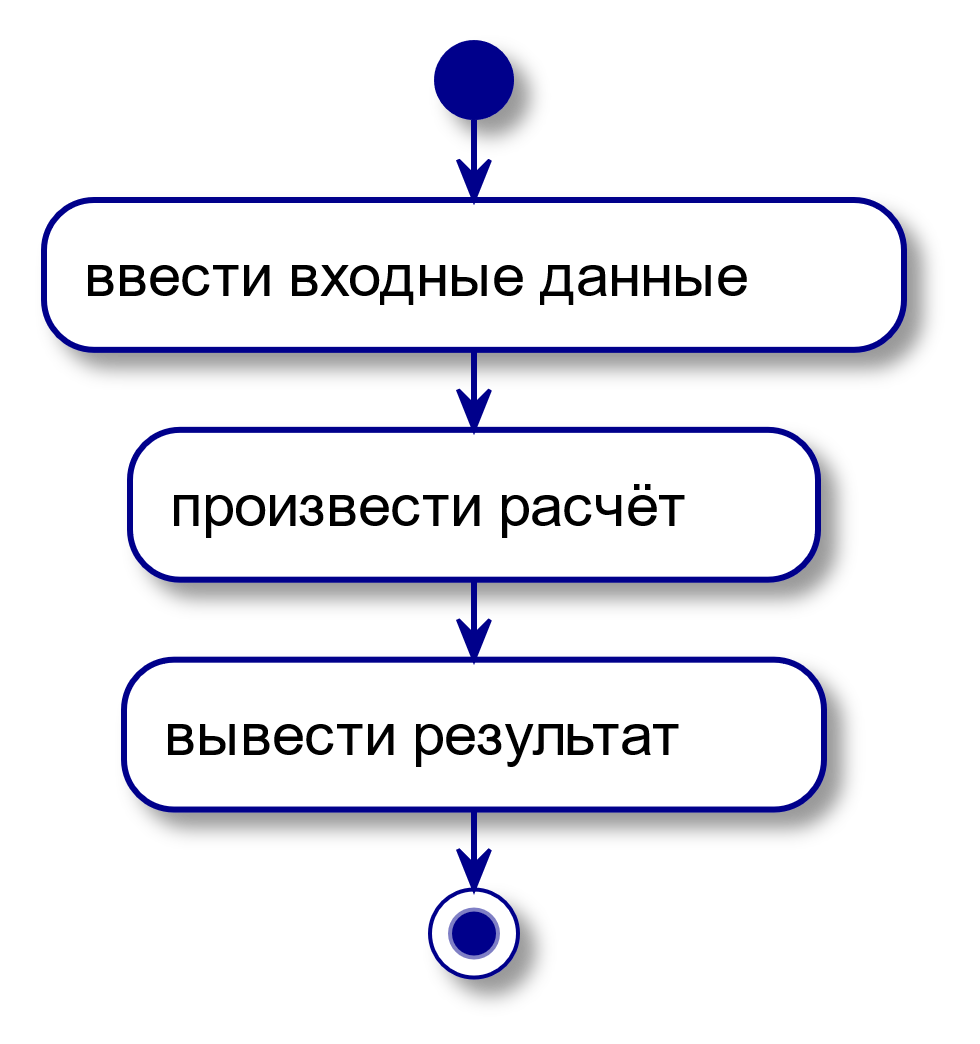 ввести входные данные
произвести расчёт
вывести результат